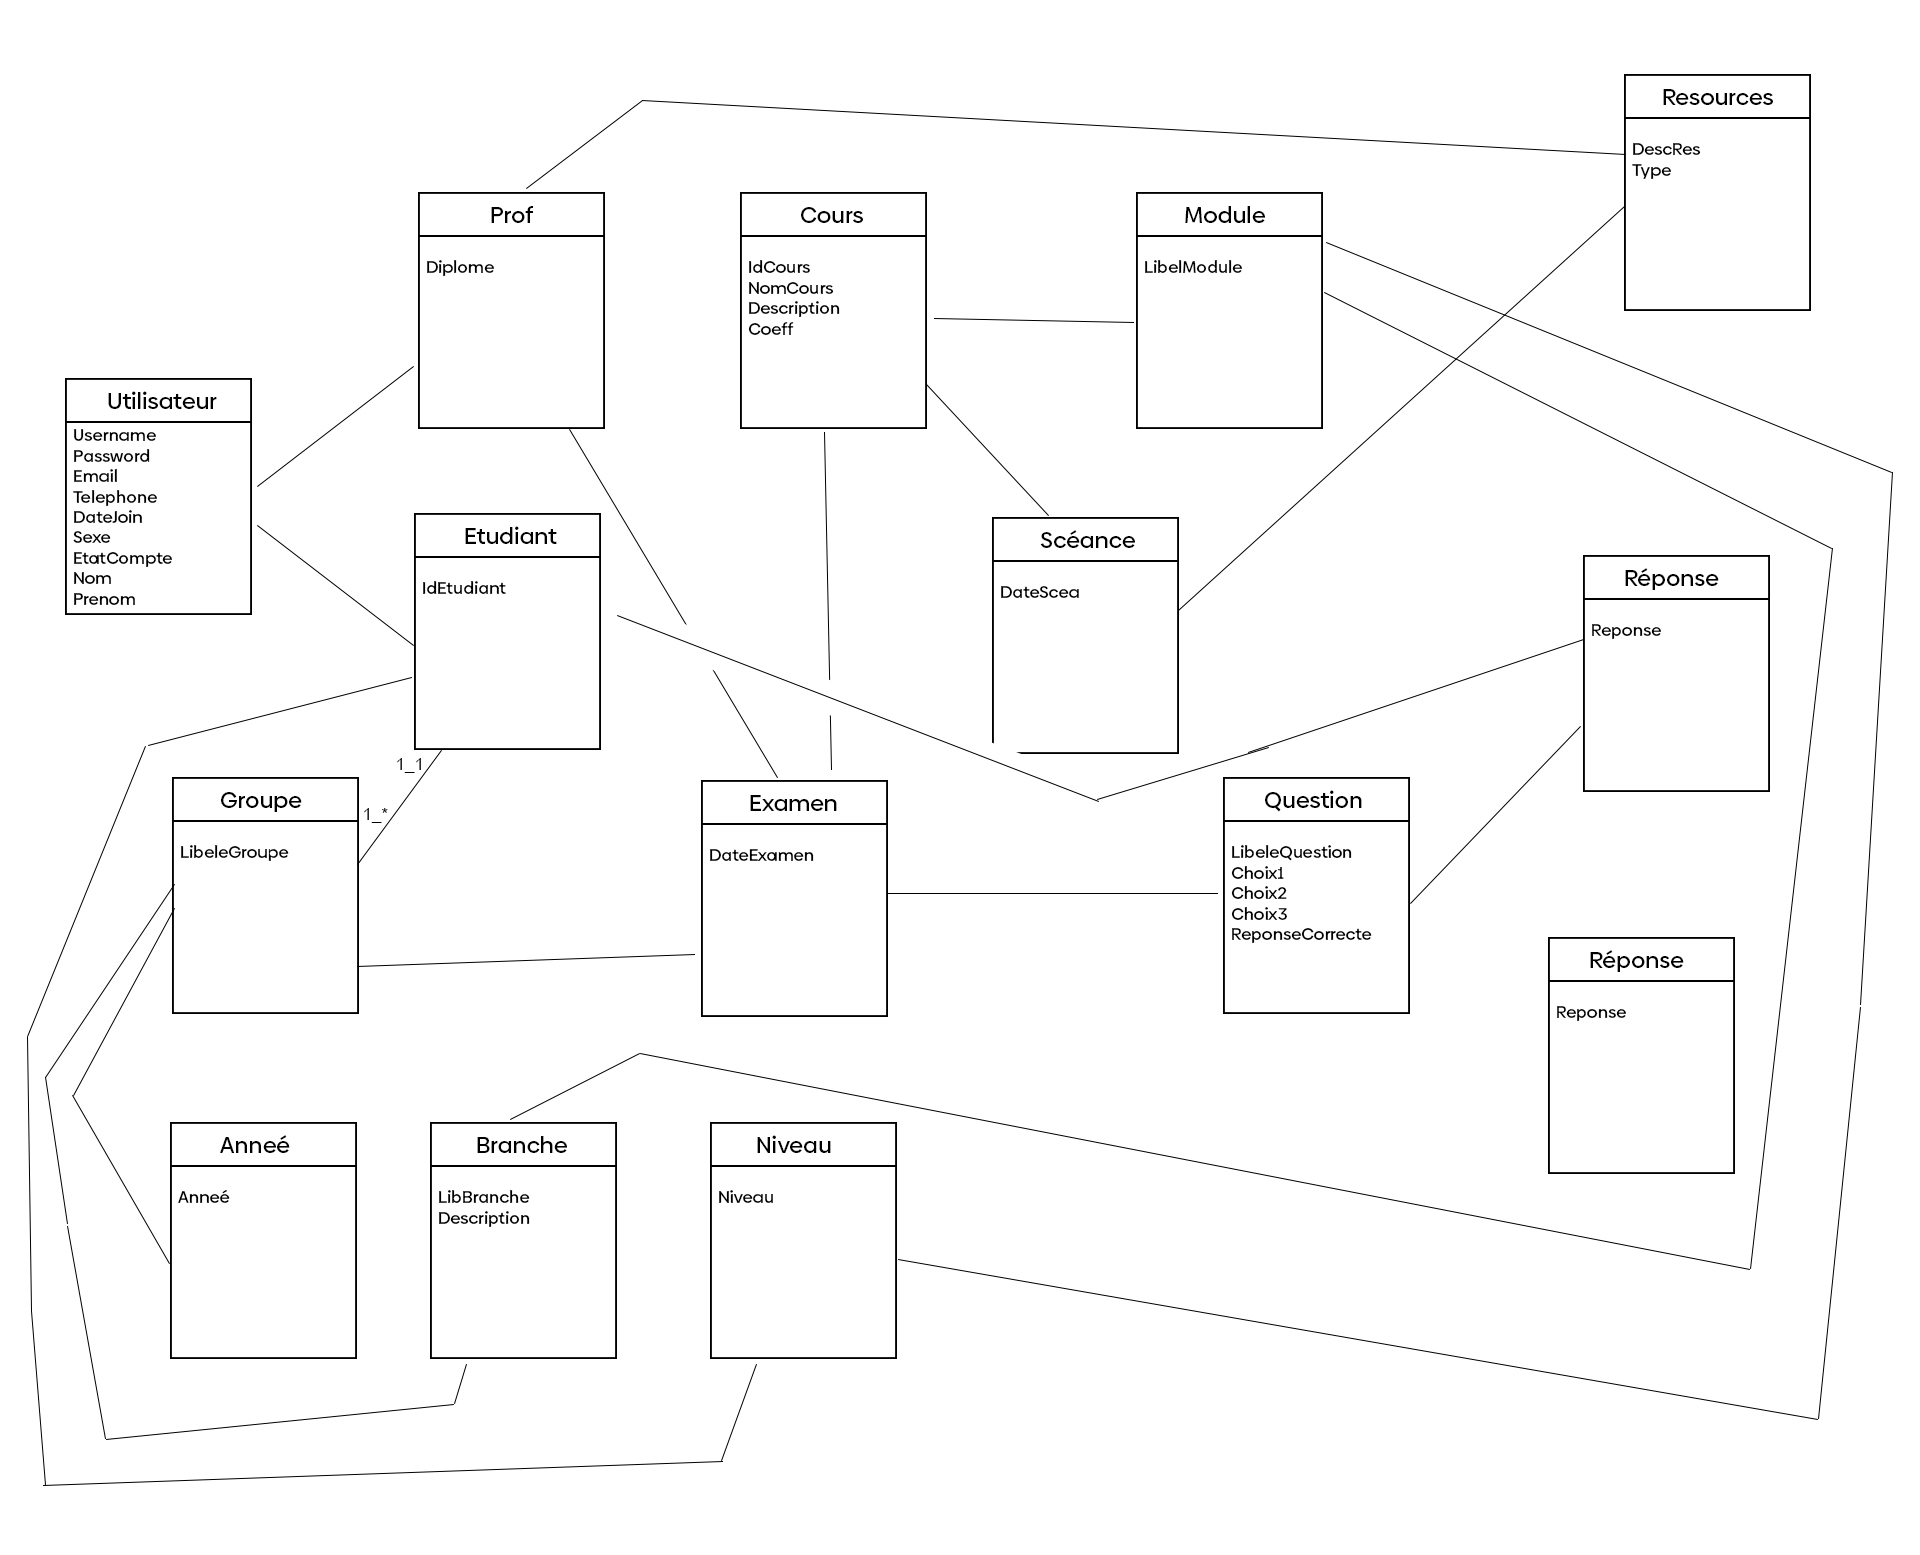 Resources
DescRes
Type
Prof
Diplome
Cours
IdCours
NomCours
Description
Coeff
Module
LibelModule
Utilisateur
Username
Password
Email
Telephone
DateJoin
Sexe
EtatCompte
Nom
Prenom
Etudiant
IdEtudiant
Scéance
DateScea
Réponse
Reponse
1_1
1_*
Groupe
LibeleGroupe
Examen
DateExamen
Question
LibeleQuestion
Choix1
Choix2
Choix3
ReponseCorrecte
Réponse
Reponse
Anneé
Anneé
Branche
LibBranche
Description
Niveau
Niveau